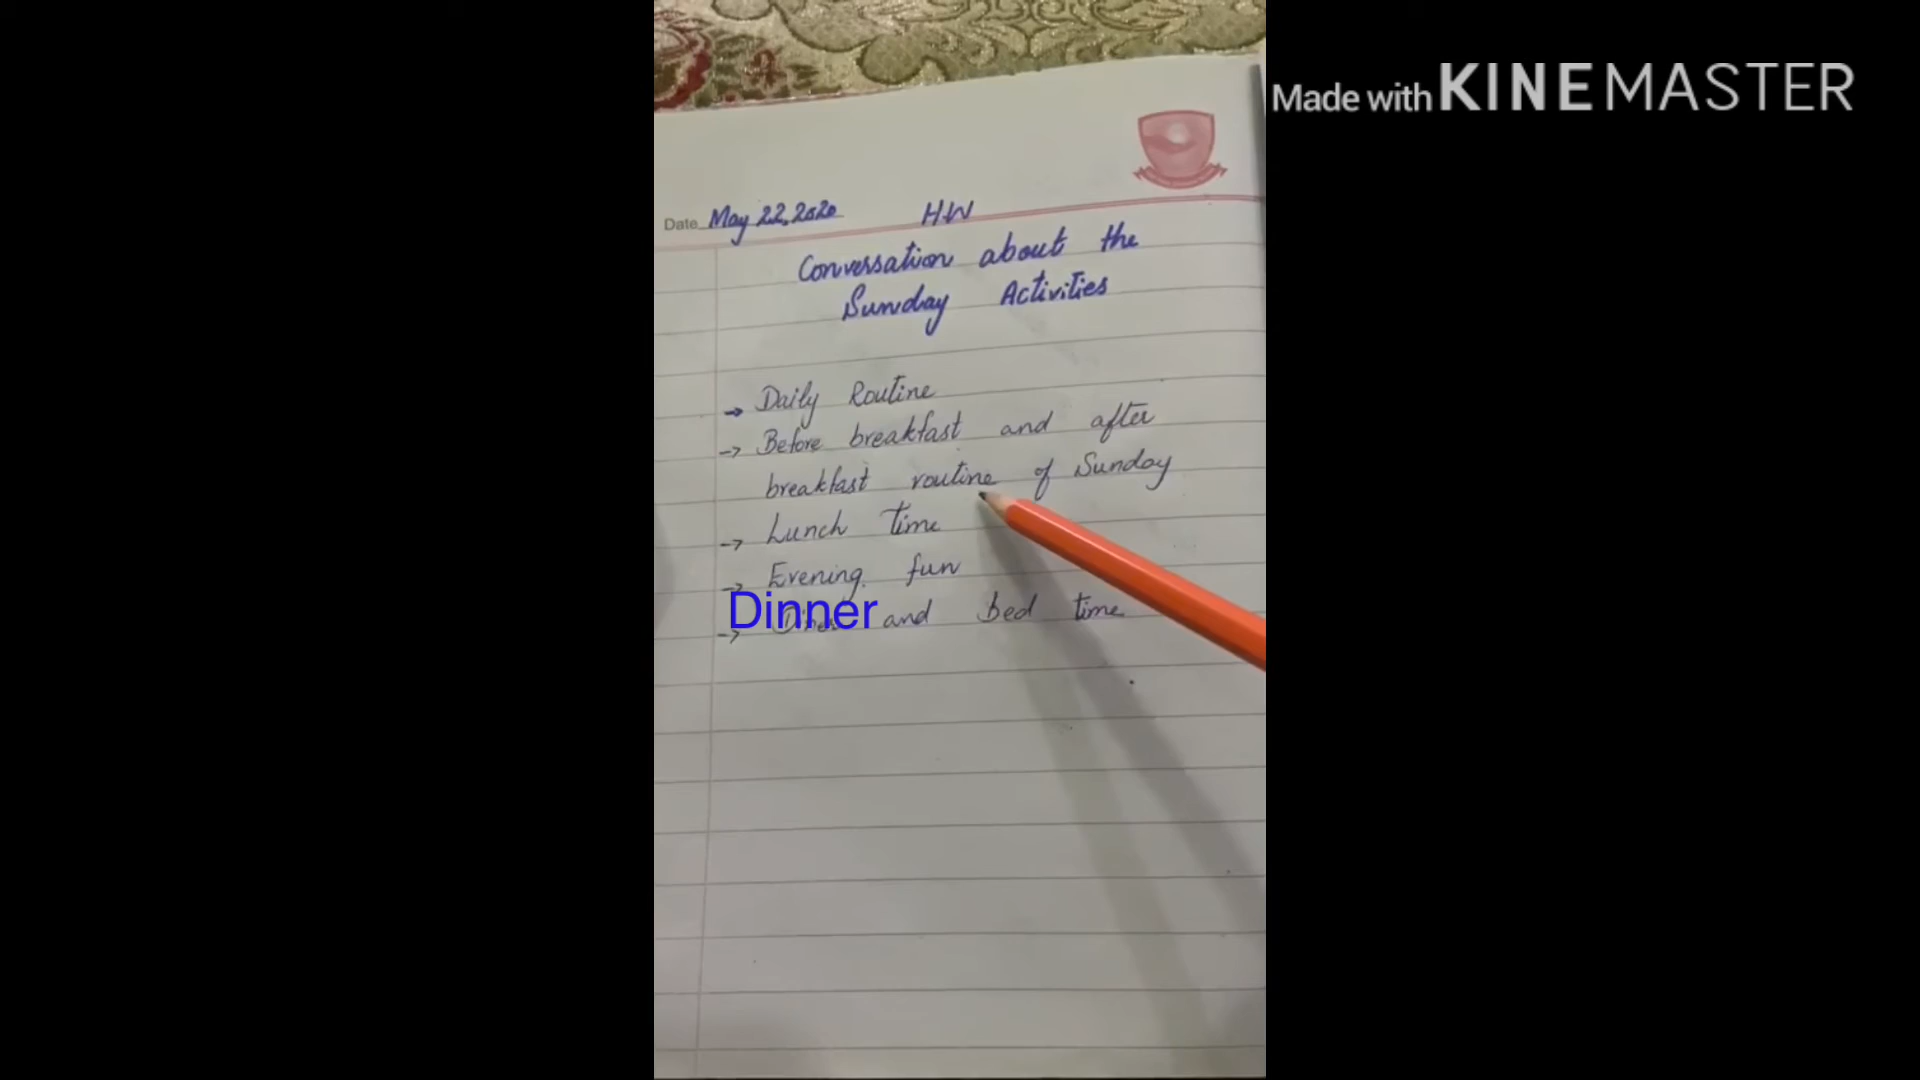 Made with KINEMASTER
Date May 22, 2020 HW
Conversation about the
Sunday Activities
→ Daily Routine
→ Before breakfast and after
breakfast routine of Sunday
→ Lunch Time
→ Evening fun
→ Dinner and bed time